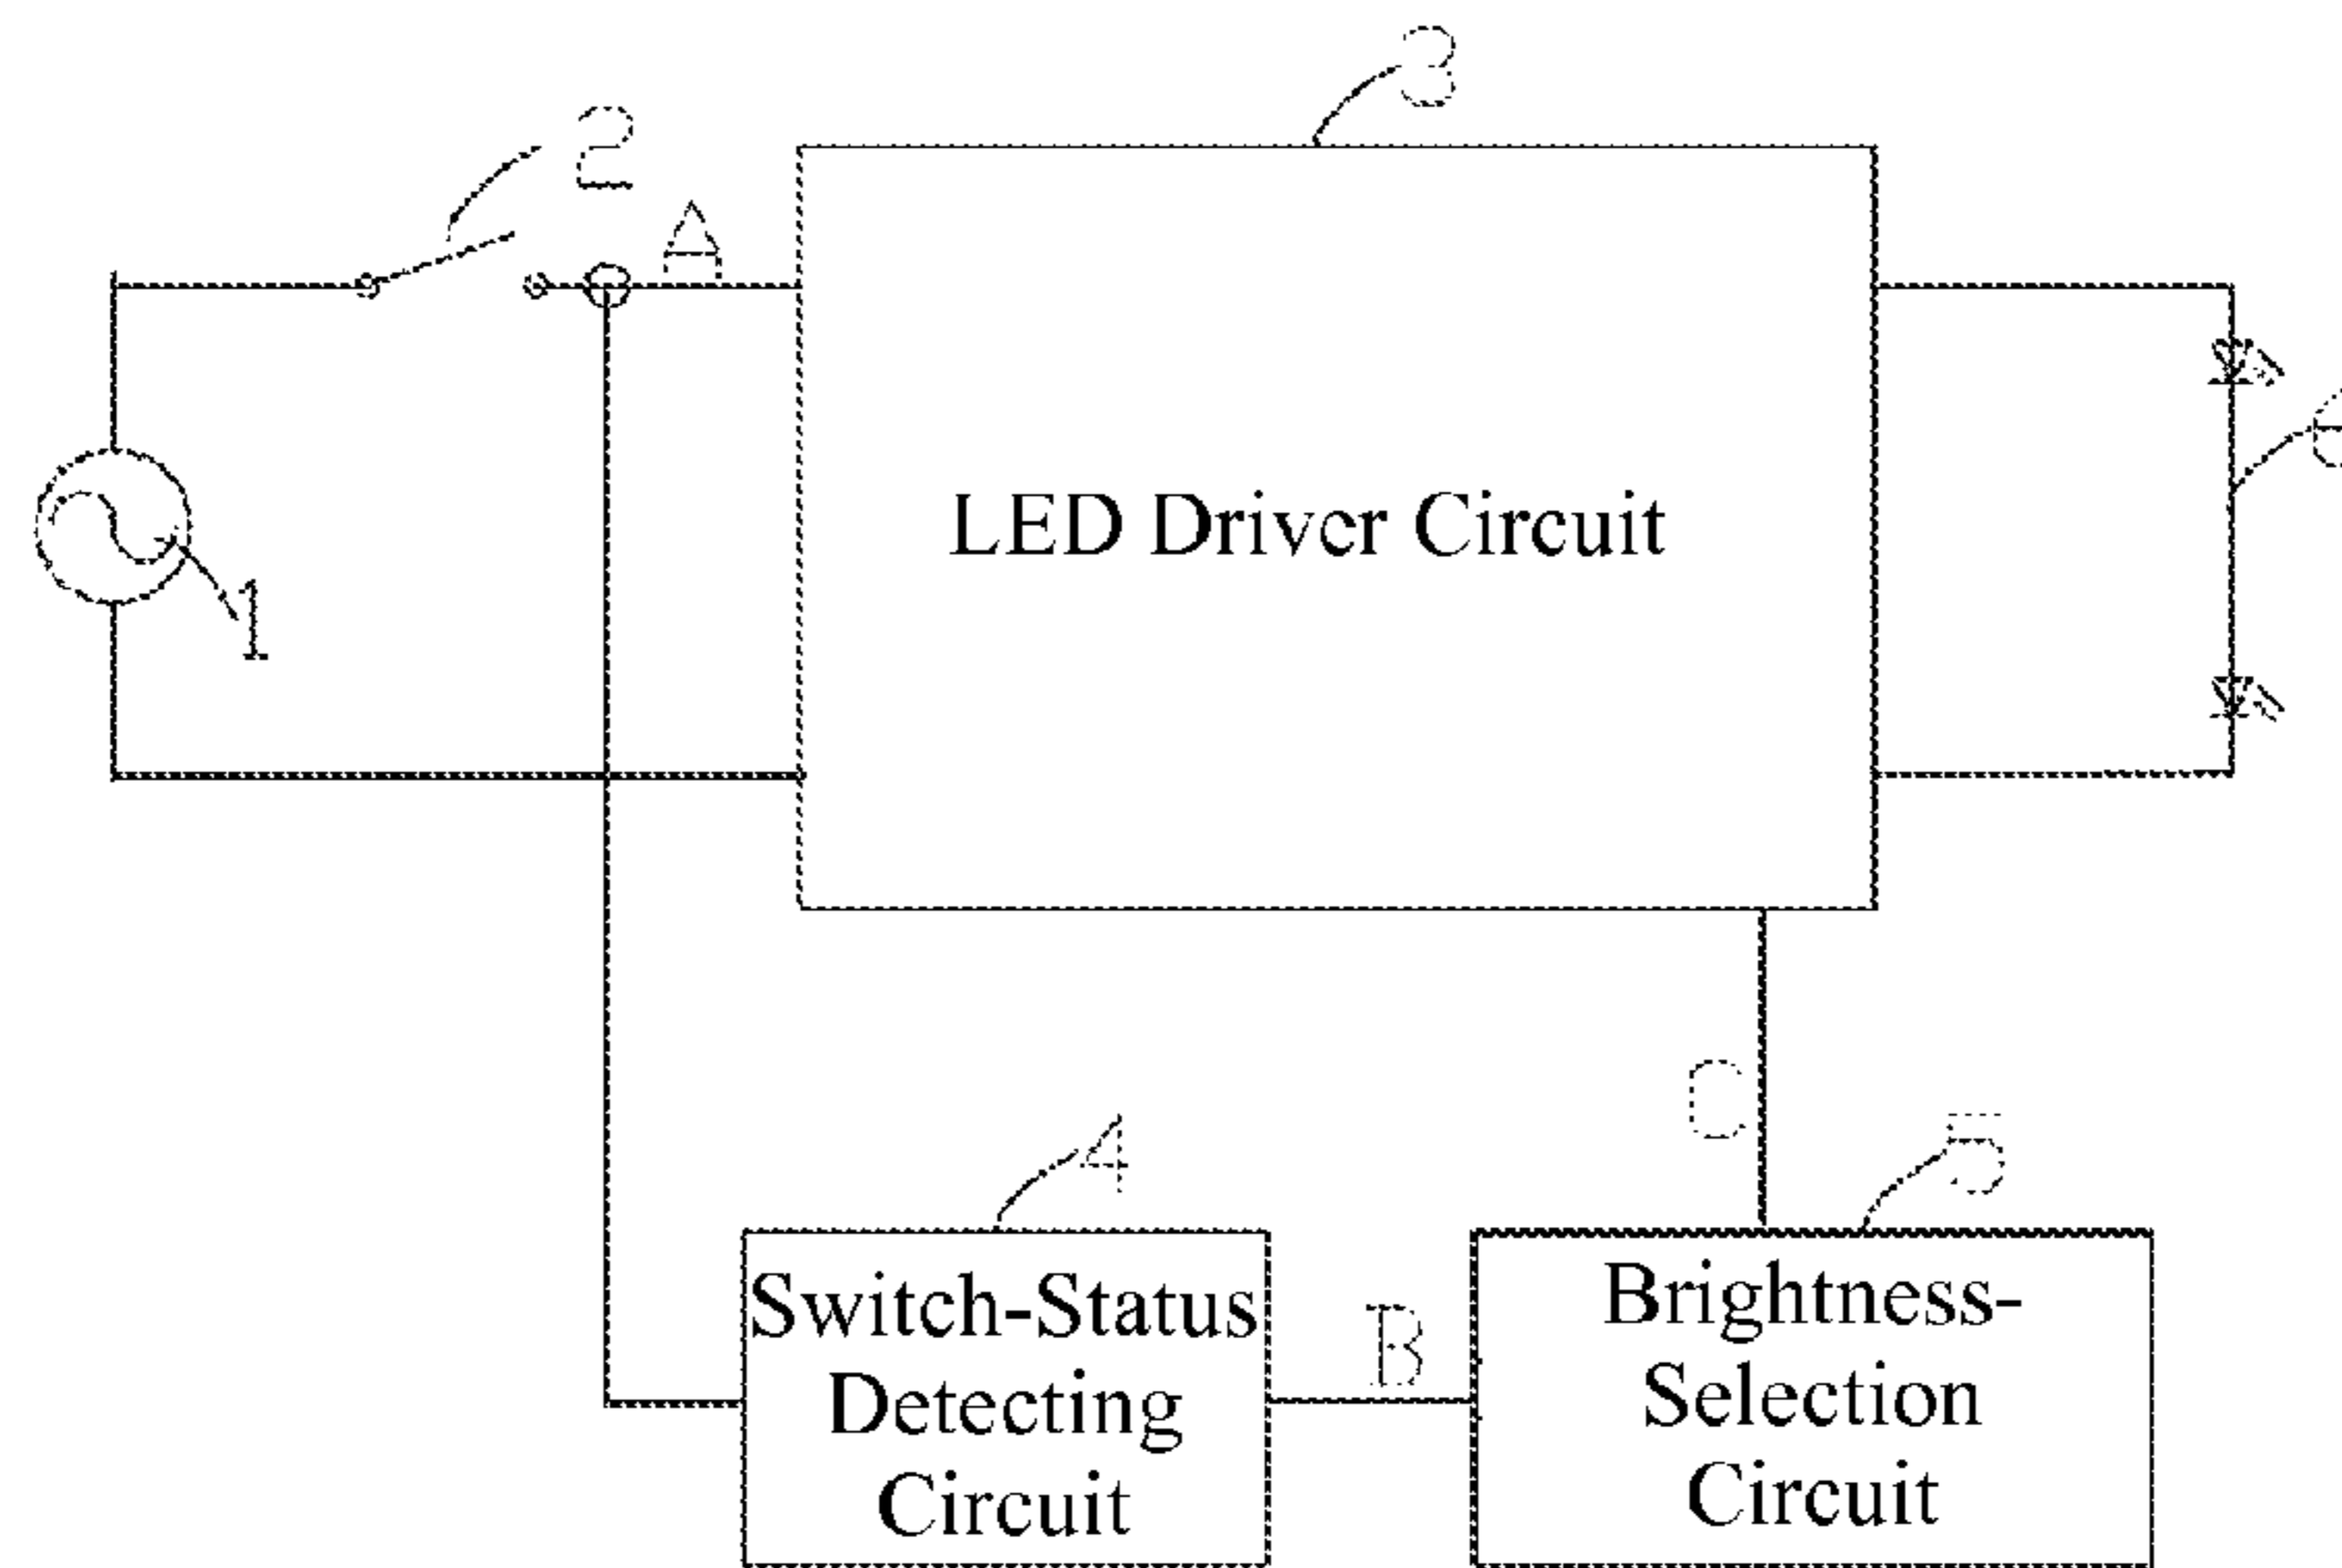 3
2
A
LED Driver Circuit
1
C
4
5
Switch-Status
Detecting
Circuit
B
Brightness-
Selection
Circuit